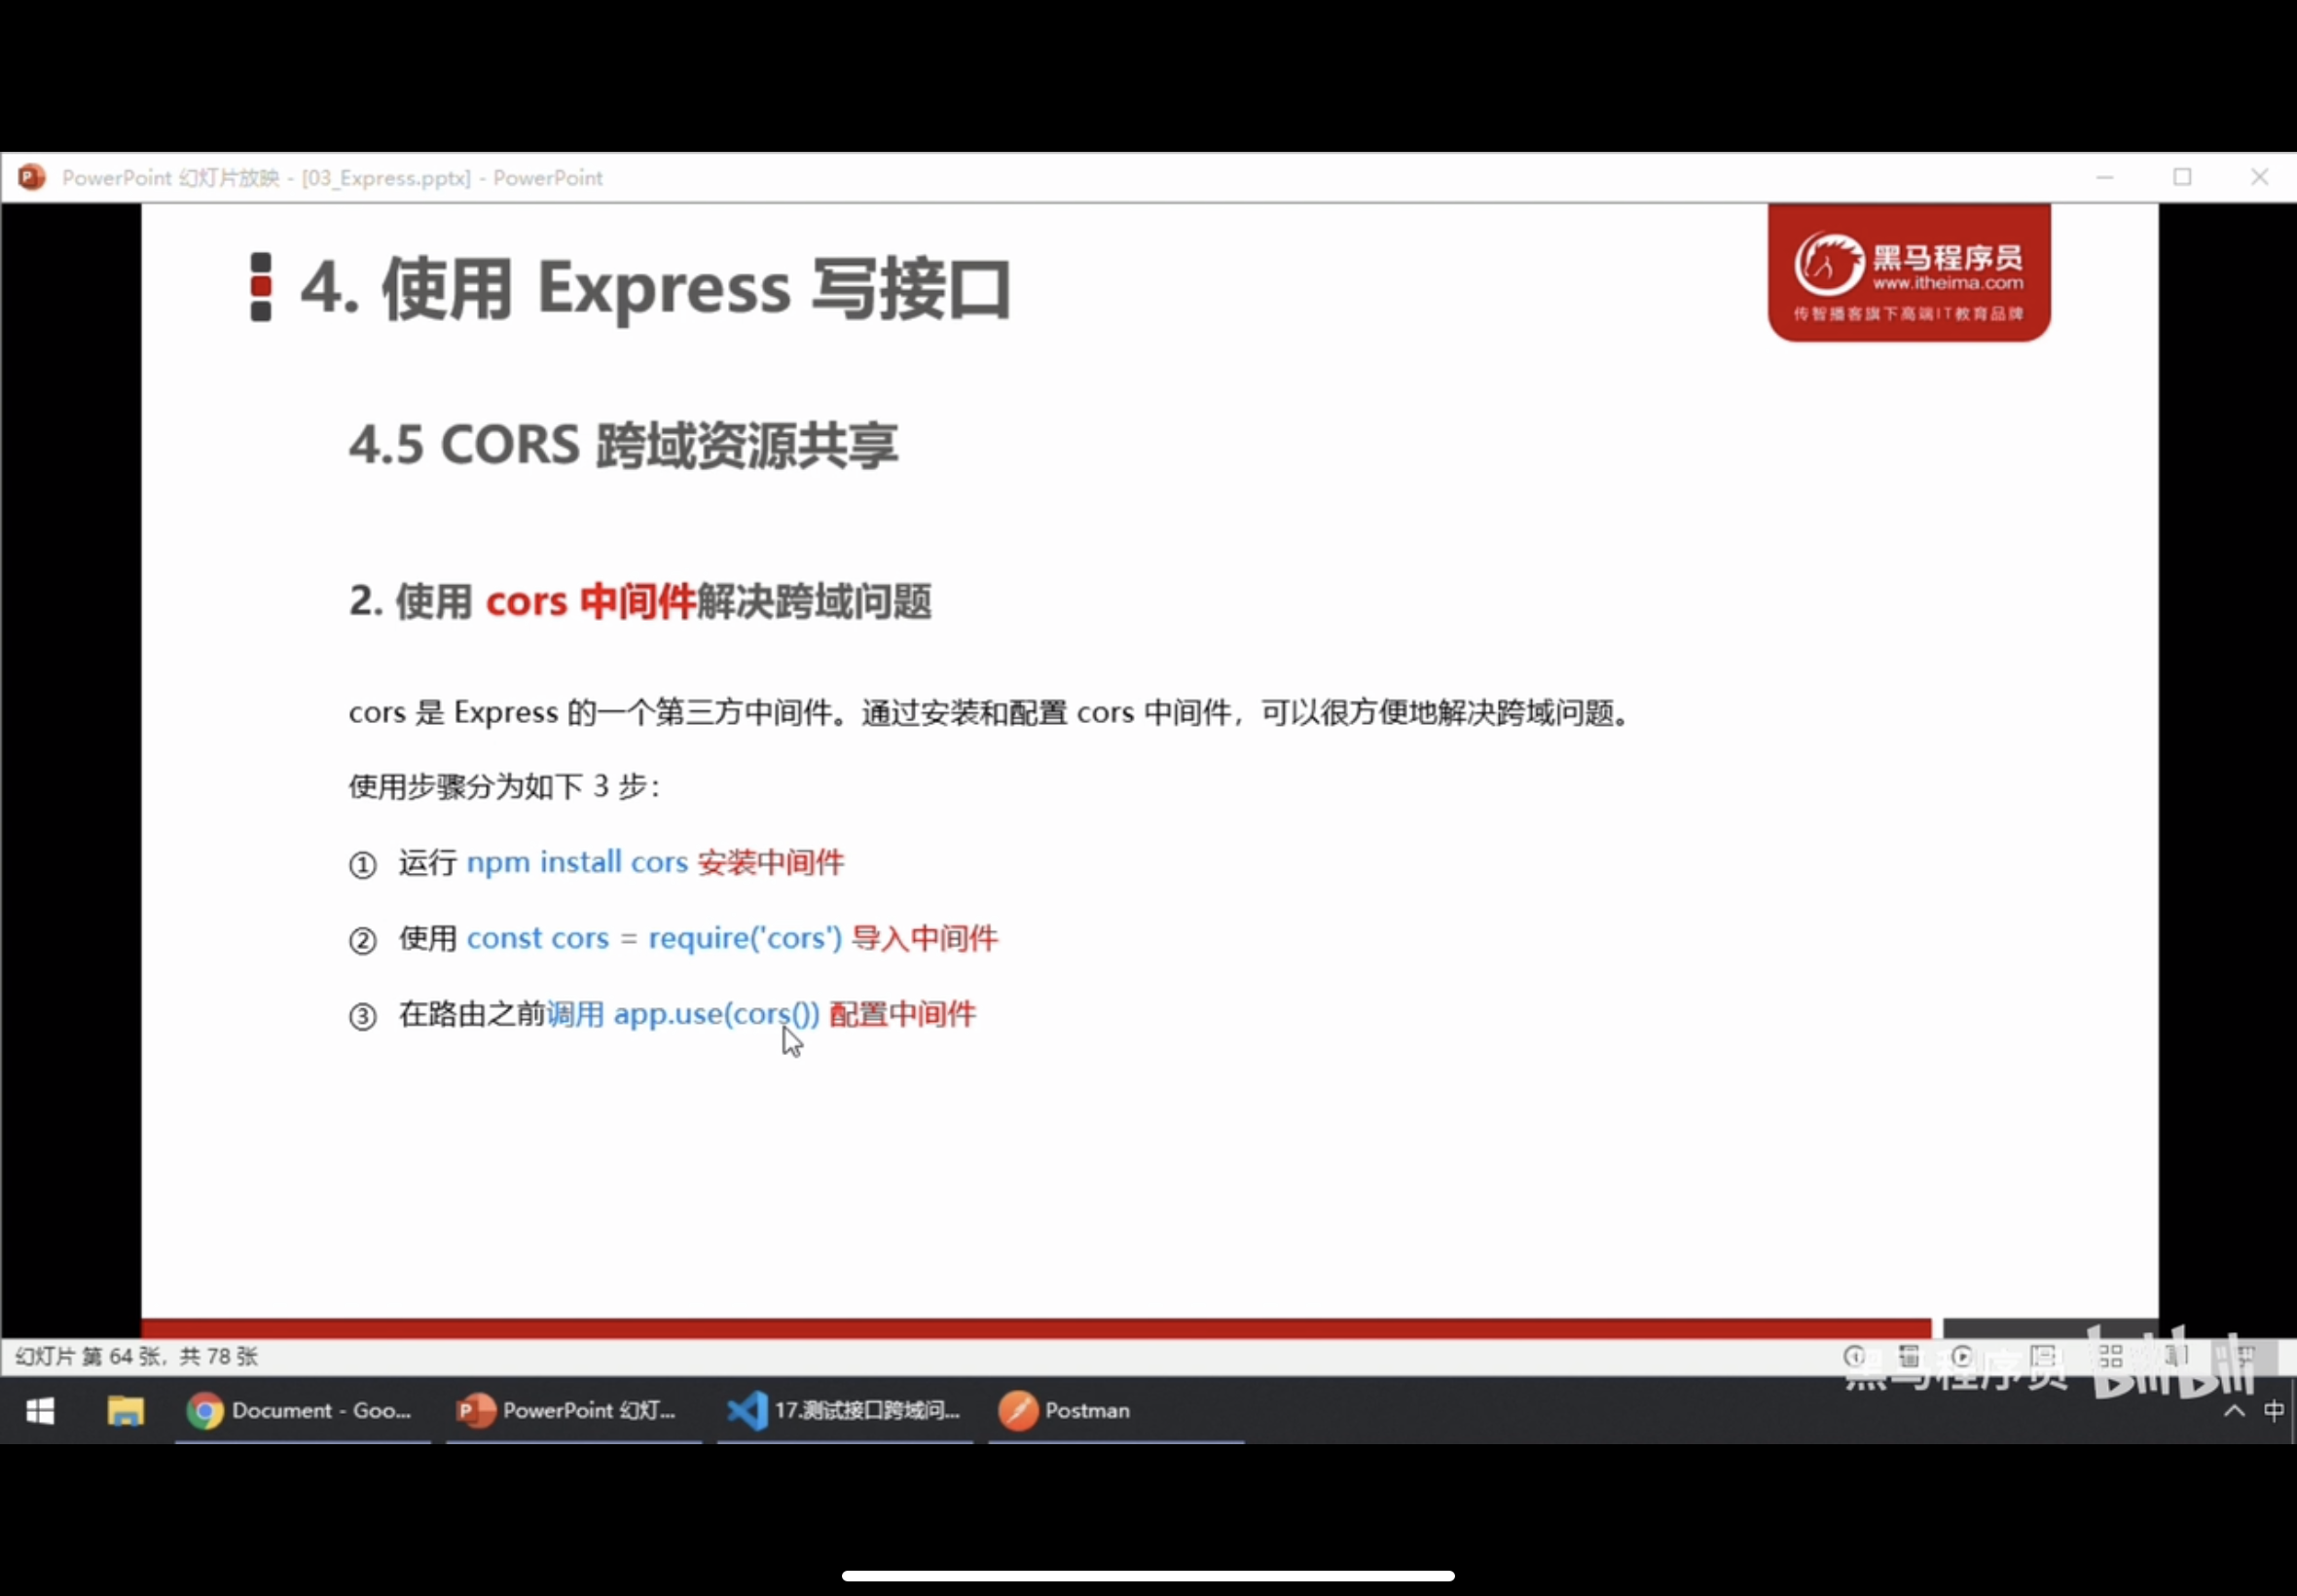 PowerPoint 幻灯片放映 - [03_Express.pptx] - PowerPoint
4. 使用 Express 写接口
黑马程序员
www.itheima.com
传智播客旗下高端IT教育品牌
4.5 CORS 跨域资源共享
2. 使用 cors 中间件解决跨域问题
cors 是 Express 的一个第三方中间件。通过安装和配置 cors 中间件，可以很方便地解决跨域问题。
使用步骤分为如下 3 步：
① 运行 npm install cors 安装中间件
② 使用 const cors = require('cors') 导入中间件
③ 在路由之前调用 app.use(cors()) 配置中间件
幻灯片 第 64 张，共 78 张
黑马程序员 bilibili
Document - Goo...
PowerPoint 幻灯...
17.测试接口跨域问...
Postman
中